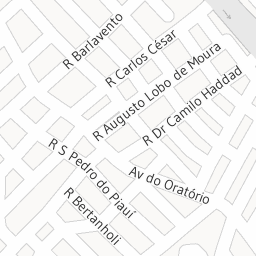 R Barlavento
R Carlos César
R Augusto Lobo de Moura
R Dr Camilo Haddad
R S Pedro do Piauí
Av do Oratório
R Bertanholi